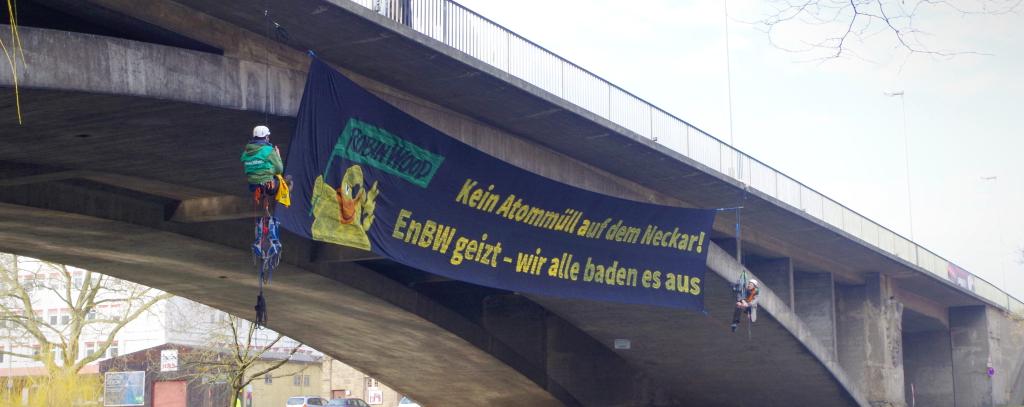 ROBIN WOOD
Kein Atommüll auf dem Neckar!
EnBW geizt – wir alle baden es aus